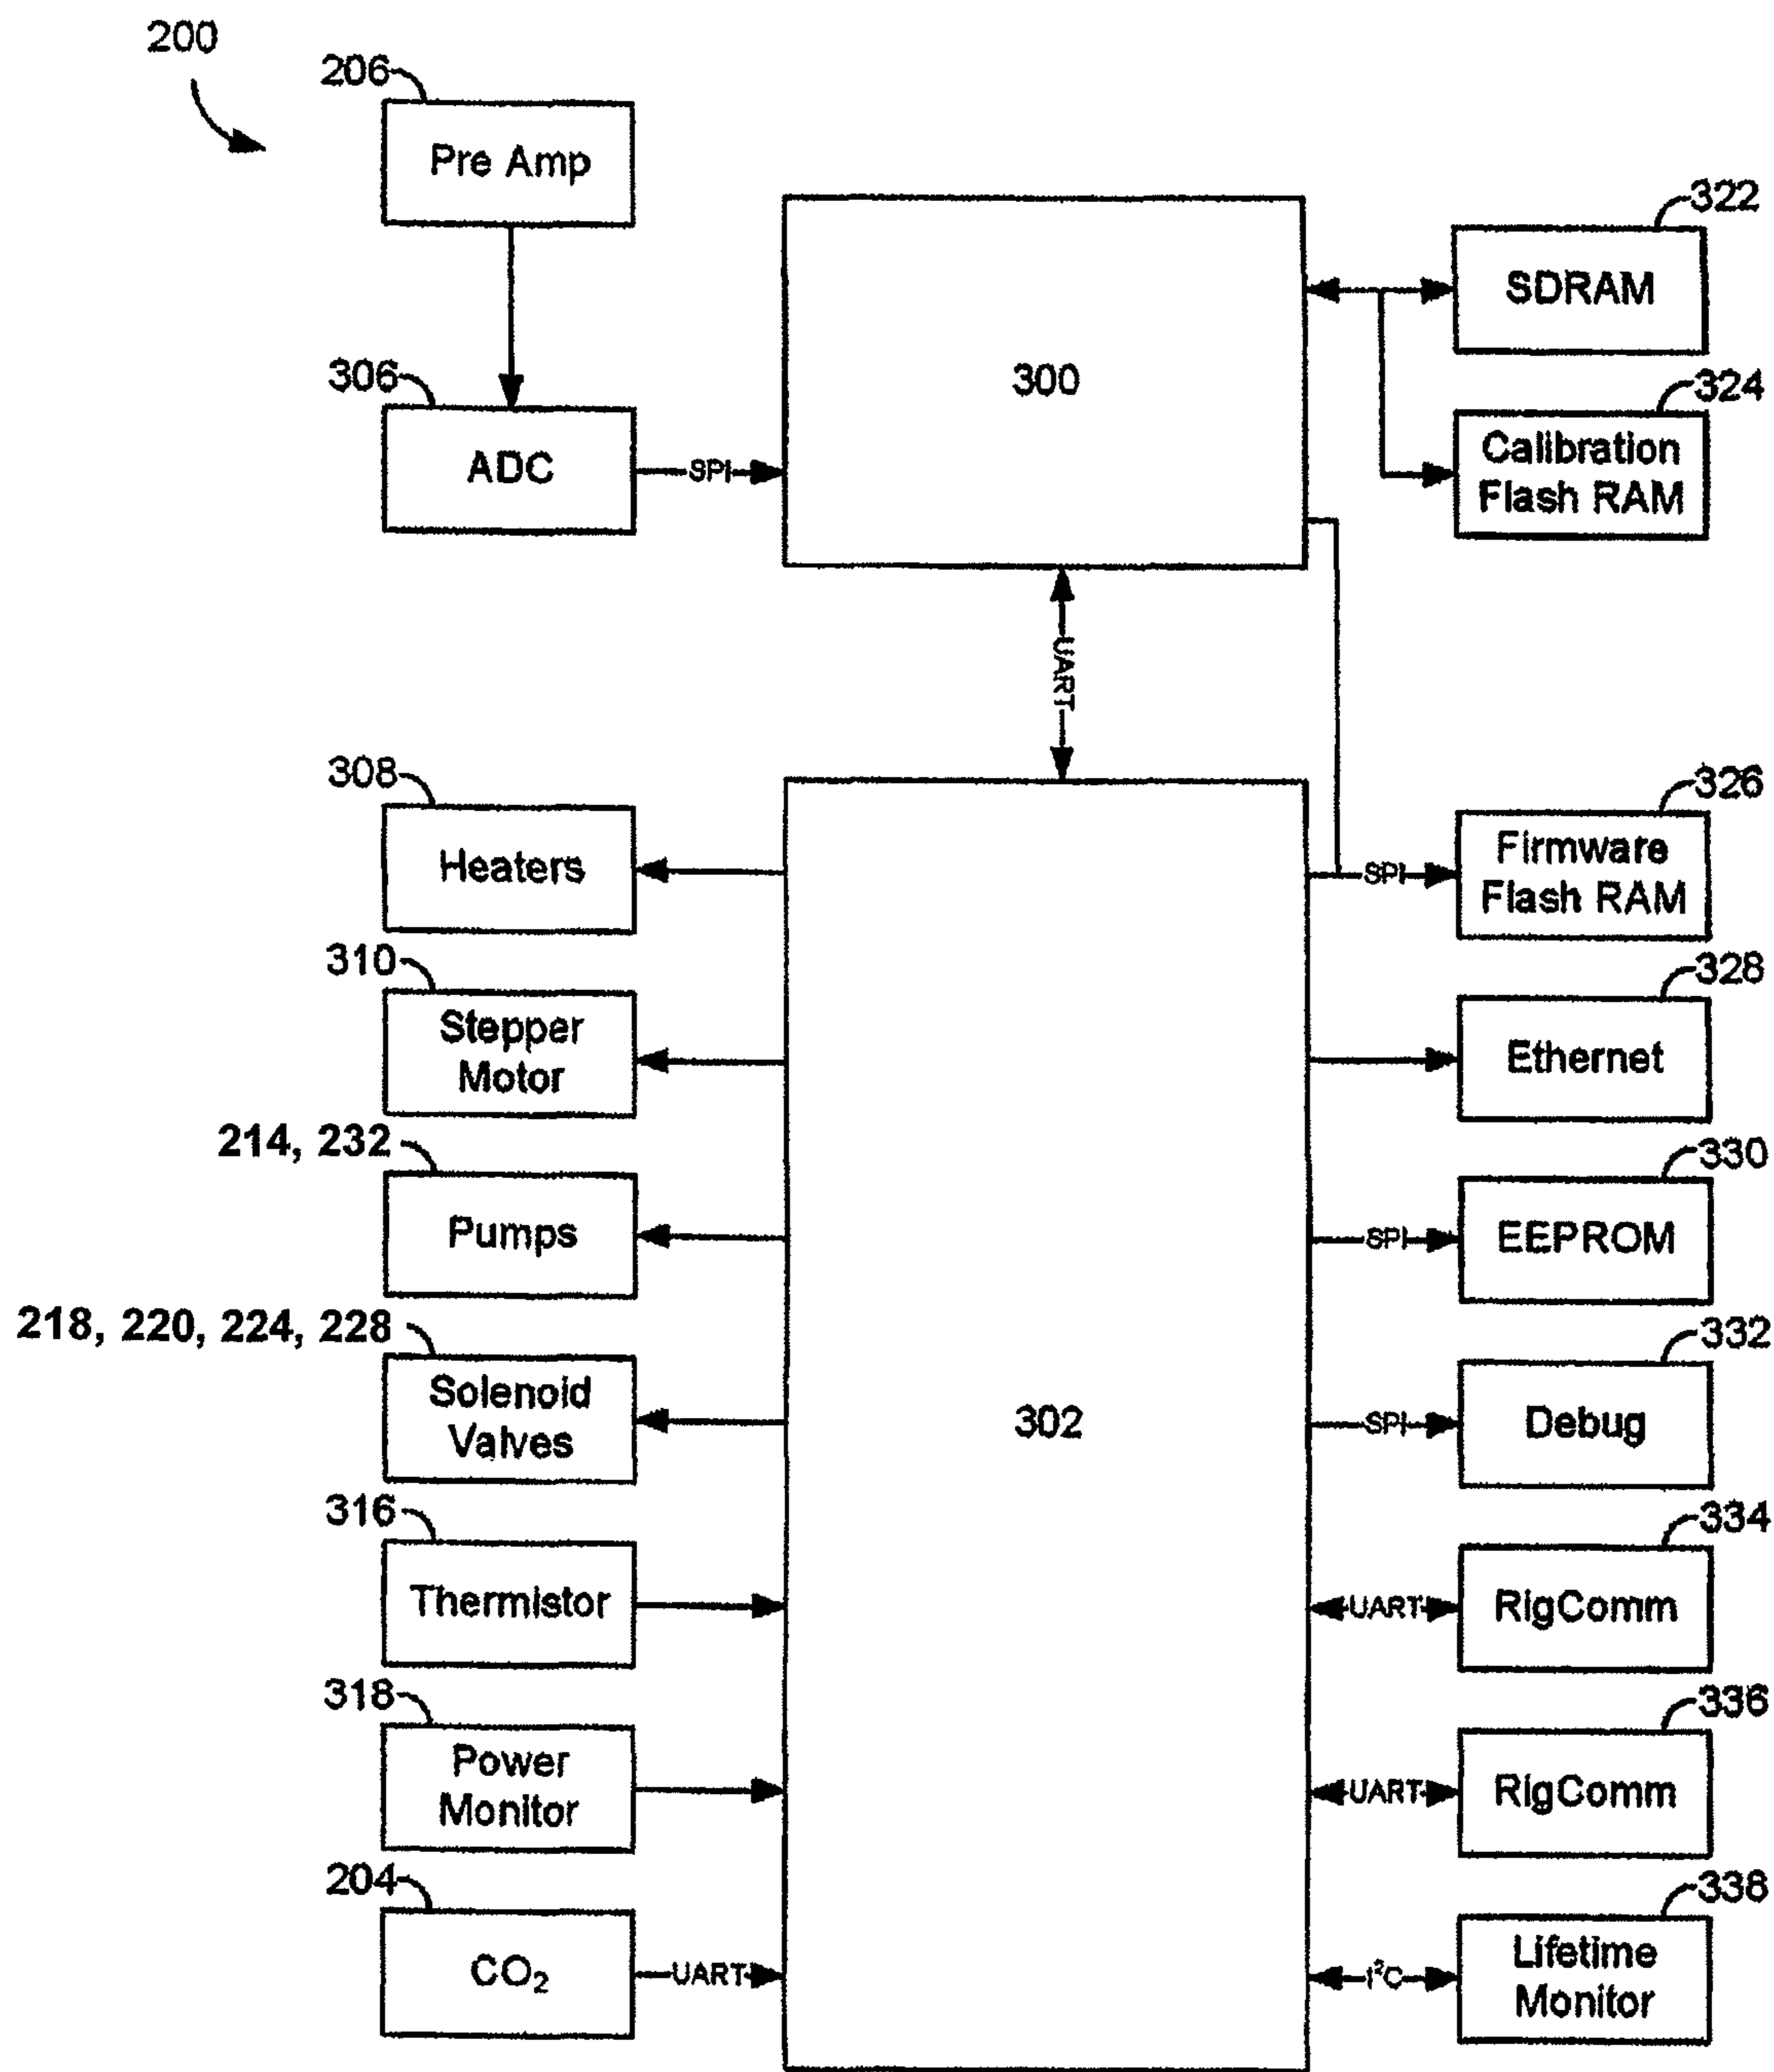 200
206
Pre Amp
306
ADC
SPI
300
322
SDRAM
324
Calibration
Flash RAM
UART
308
Heaters
310
Stepper
Motor
214, 232
Pumps
218, 220, 224, 228
Solenoid
Valves
316
Thermistor
318
Power
Monitor
204
CO₂
UART
302
326
SPI
Firmware
Flash RAM
328
Ethernet
330
SPI
EEPROM
332
SPI
Debug
334
UART
RigComm
336
UART
RigComm
338
I²C
Lifetime
Monitor